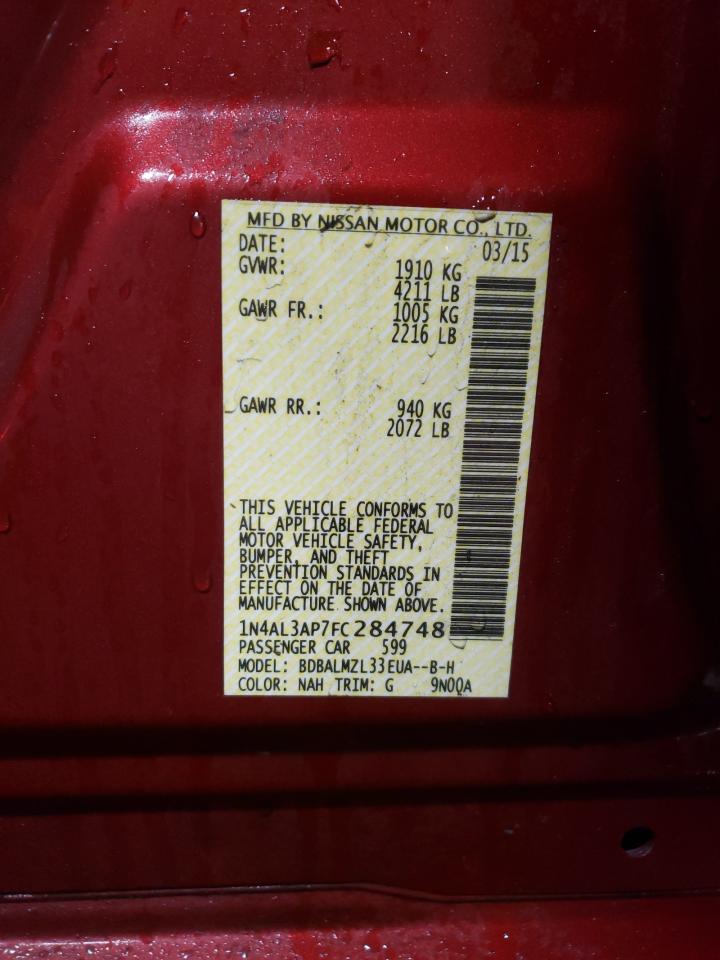 MFD BY NISSAN MOTOR CO., LTD.
DATE: 03/15
GVWR: 1910 KG
4211 LB
GAWR FR.: 1005 KG
2216 LB
GAWR RR.: 940 KG
2072 LB
THIS VEHICLE CONFORMS TO
ALL APPLICABLE FEDERAL
MOTOR VEHICLE SAFETY,
BUMPER, AND THEFT
PREVENTION STANDARDS IN
EFFECT ON THE DATE OF
MANUFACTURE SHOWN ABOVE.
1N4AL3AP7FC284748
PASSENGER CAR 599
MODEL: BDBALMZL33EUA--B-H
COLOR: NAH TRIM: G 9N00A